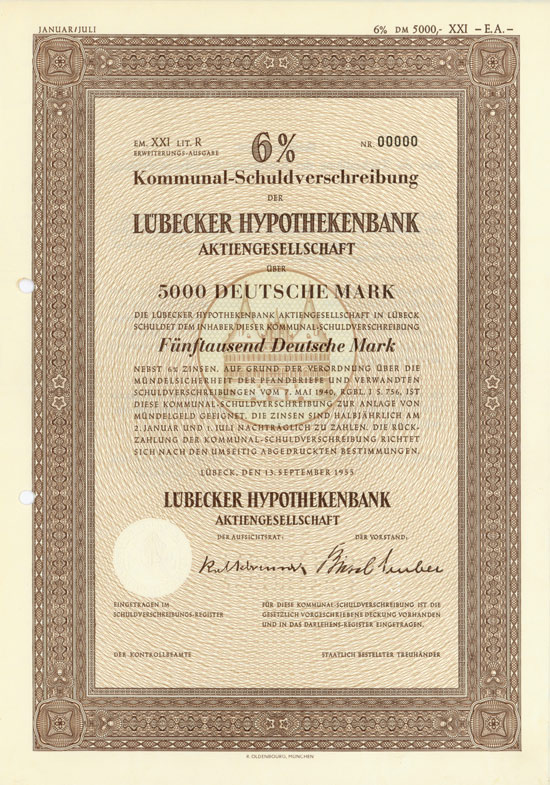 JANUAR/JULI
6% DM 5000,- XXI – E.A. –
EM. XXI LIT. R
ERWEITERUNGS-AUSGABE
6%
NR. 00000
Kommunal-Schuldverschreibung
DER
LÜBECKER HYPOTHEKENBANK
AKTIENGESELLSCHAFT
ÜBER
5000 DEUTSCHE MARK
DIE LÜBECKER HYPOTHEKENBANK AKTIENGESELLSCHAFT IN LÜBECK
SCHULDET DEM INHABER DIESER KOMMUNAL-SCHULDVERSCHREIBUNG
Fünftausend Deutsche Mark
NEBST 6% ZINSEN. AUF GRUND DER VERORDNUNG ÜBER DIE
MÜNDELSICHERHEIT DER PFANDBRIEFE UND VERWANDTEN
SCHULDVERSCHREIBUNGEN VOM 7. MAI 1940, RGBL. I S. 756, IST
DIESE KOMMUNAL-SCHULDVERSCHREIBUNG ZUR ANLAGE VON
MÜNDELGELD GEEIGNET. DIE ZINSEN SIND HALBJÄHRLICH AM
2. JANUAR UND 1. JULI NACHTRÄGLICH ZU ZAHLEN. DIE RÜCK-
ZAHLUNG DER KOMMUNAL-SCHULDVERSCHREIBUNG RICHTET
SICH NACH DEN UMSEITIG ABGEDRUCKTEN BESTIMMUNGEN.
LÜBECK, DEN 13. SEPTEMBER 1955
LÜBECKER HYPOTHEKENBANK
AKTIENGESELLSCHAFT
DER AUFSICHTSRAT:
DER VORSTAND:
EINGETRAGEN IM
SCHULDVERSCHREIBUNGS-REGISTER
FÜR DIESE KOMMUNAL-SCHULDVERSCHREIBUNG IST DIE
GESETZLICH VORGESCHRIEBENE DECKUNG VORHANDEN
UND IN DAS DARLEHENS-REGISTER EINGETRAGEN.
DER KONTROLLBEAMTE
STAATLICH BESTELLTER TREUHÄNDER
R. OLDENBOURG, MÜNCHEN